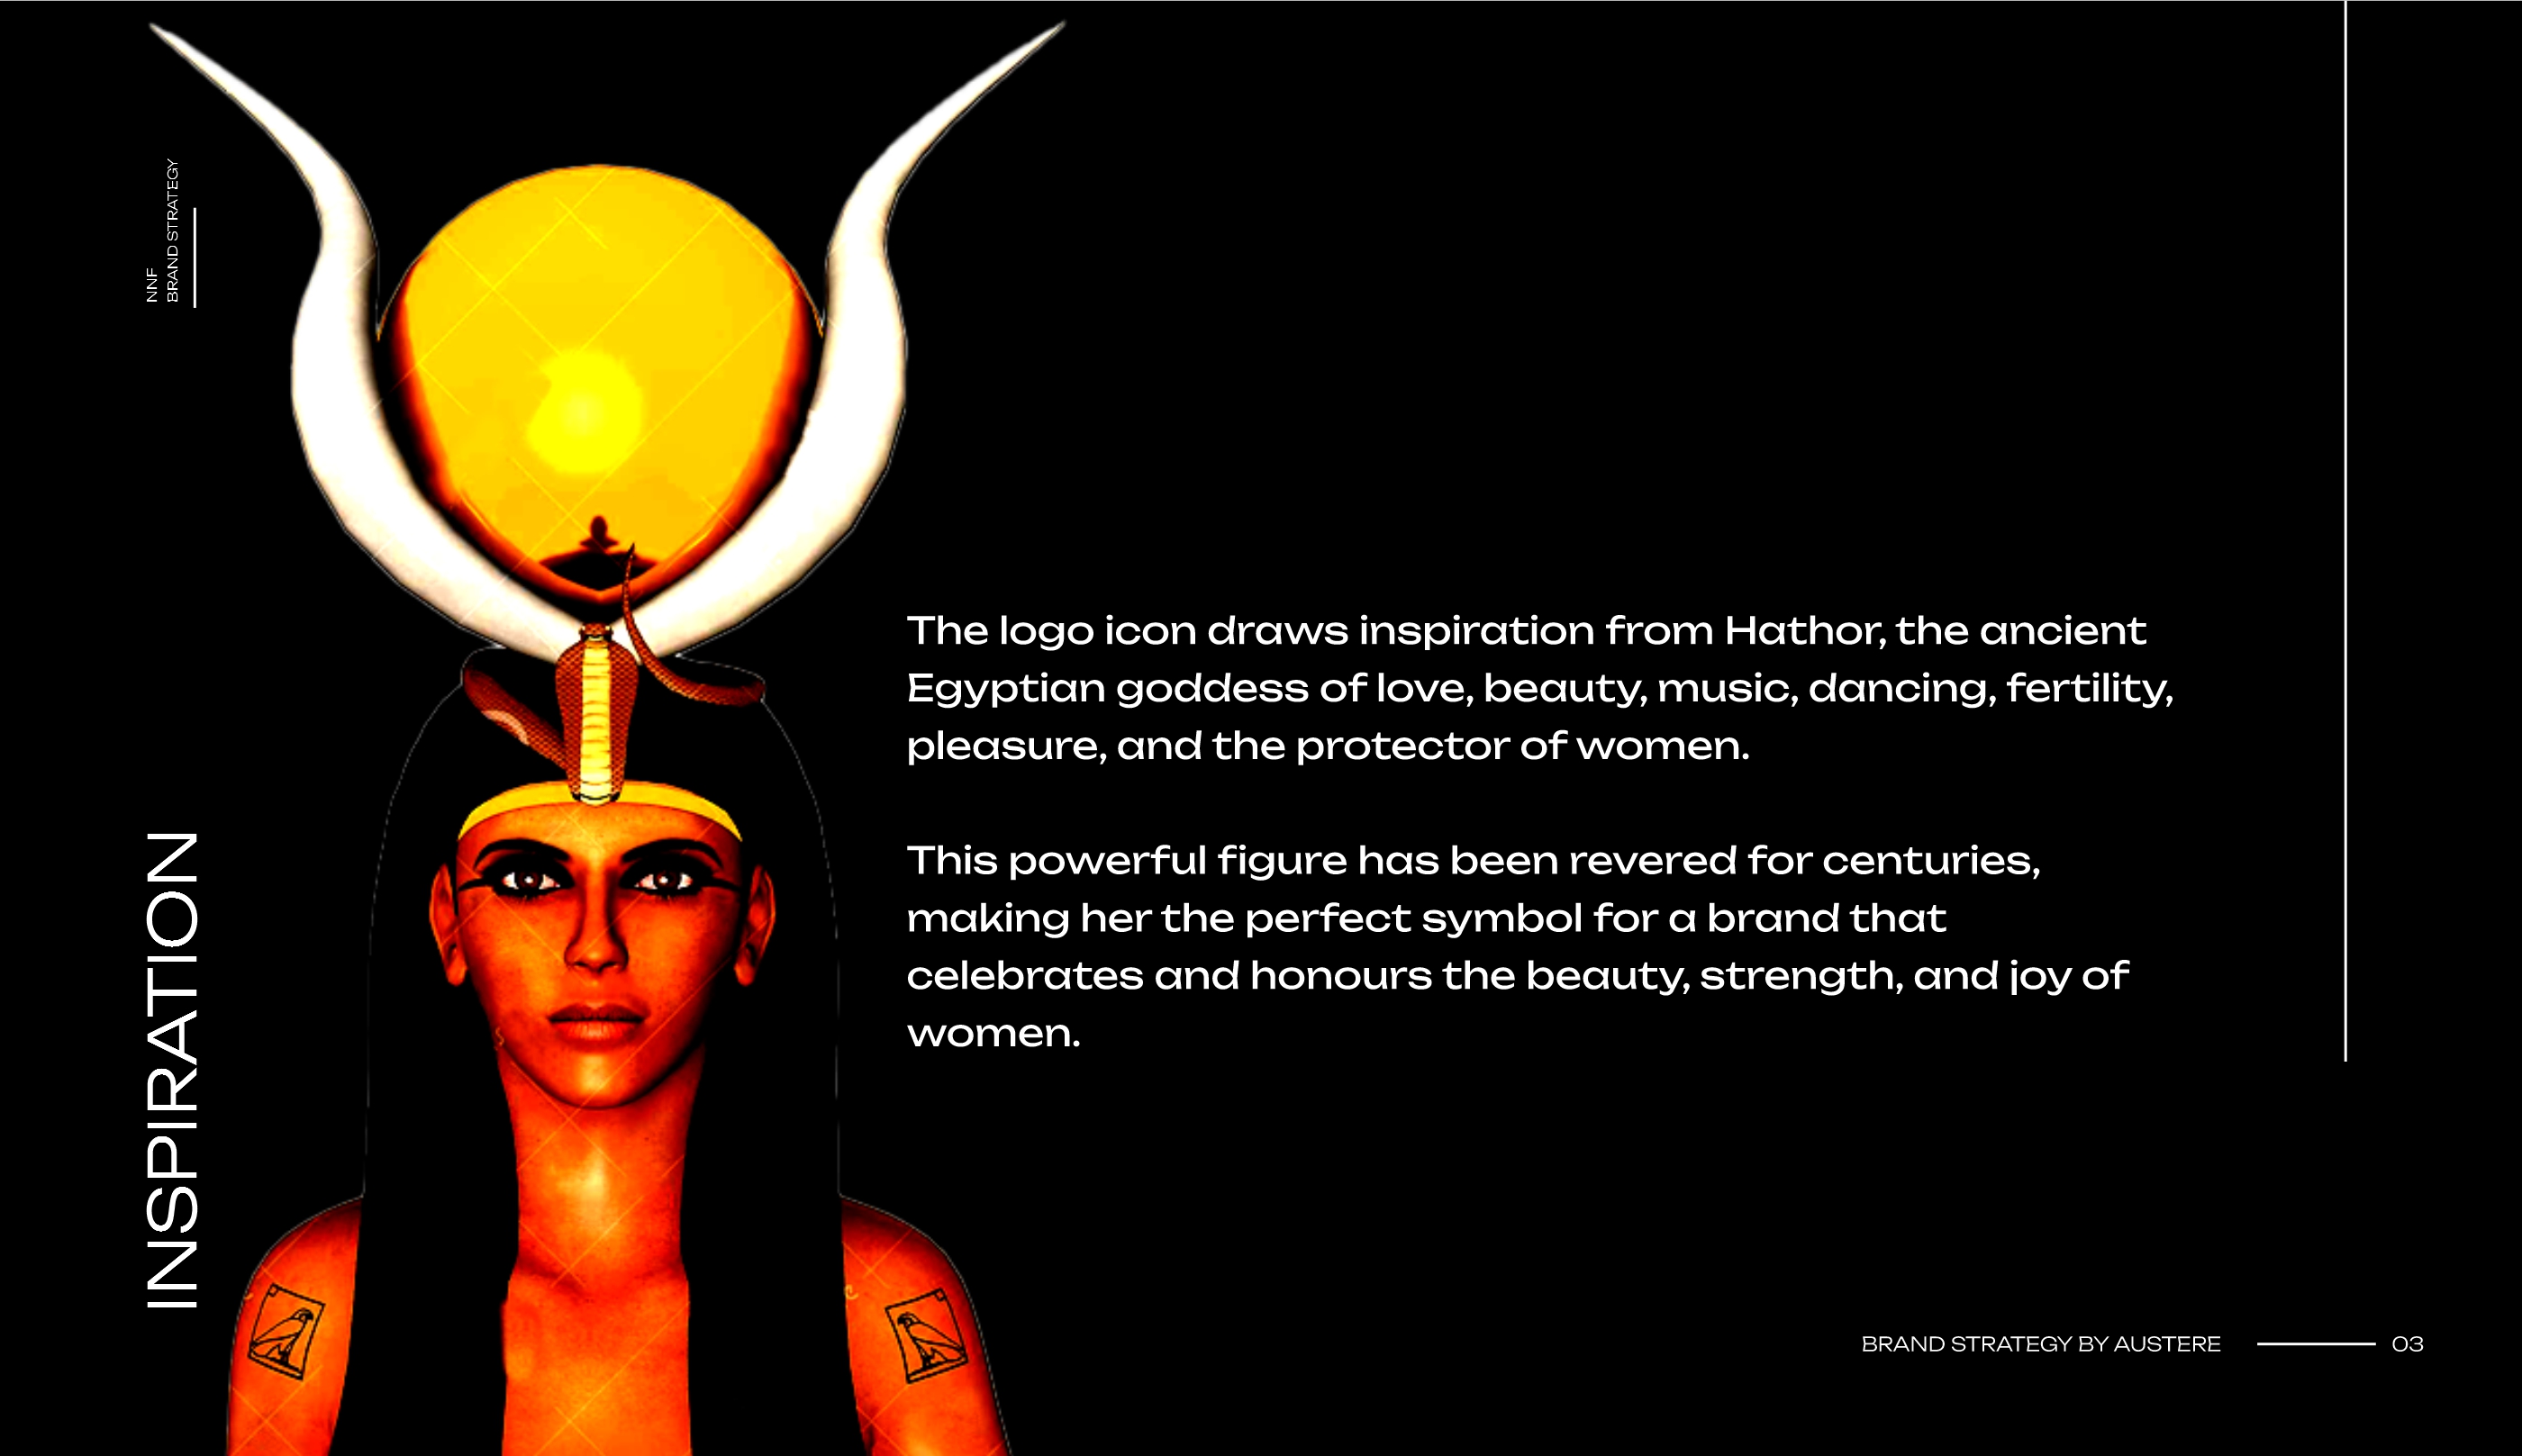 NNF
BRAND STRATEGY
INSPIRATION
The logo icon draws inspiration from Hathor, the ancient
Egyptian goddess of love, beauty, music, dancing, fertility,
pleasure, and the protector of women.
This powerful figure has been revered for centuries,
making her the perfect symbol for a brand that
celebrates and honours the beauty, strength, and joy of
women.
BRAND STRATEGY BY AUSTERE
03